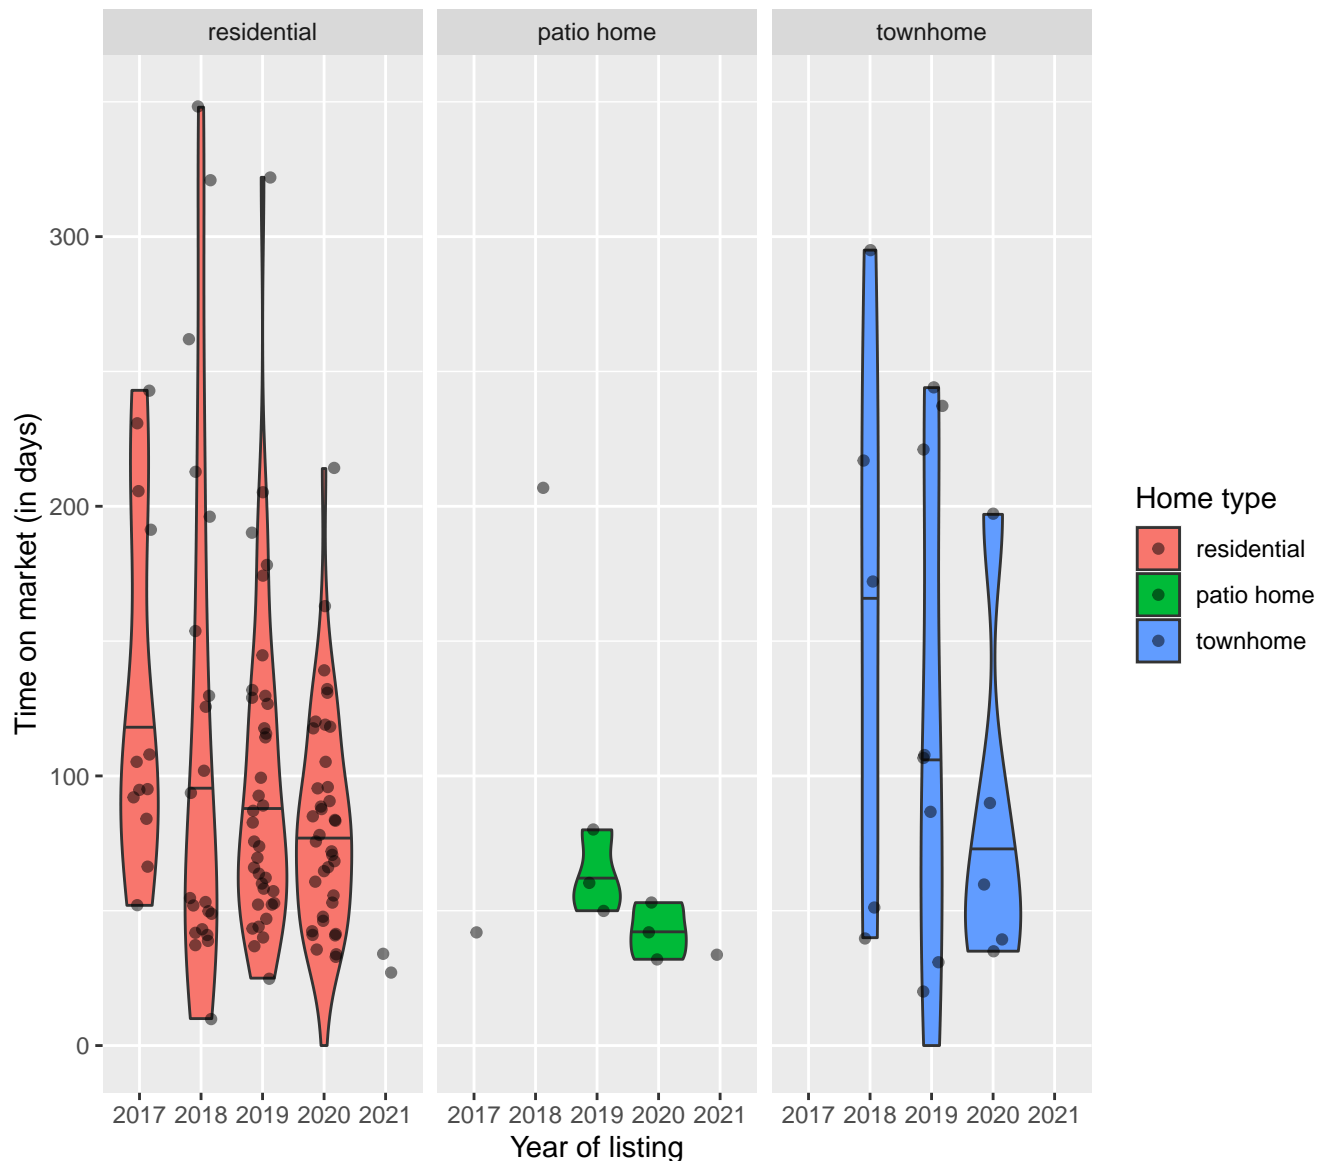 residential patio home townhome
300
200
100
0
Time on market (in days)
2017 2018 2019 2020 2021 2017 2018 2019 2020 2021 2017 2018 2019 2020 2021
Year of listing
Home type
residential
patio home
townhome